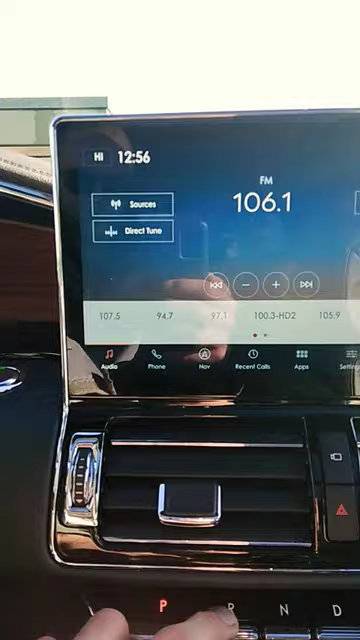 HI 12:56
Sources
Direct Tune
FM
106.1
107.5 94.7 97.1 100.3-HD2 105.9
Audio Phone Nav Recent Calls Apps Settin
P R N D